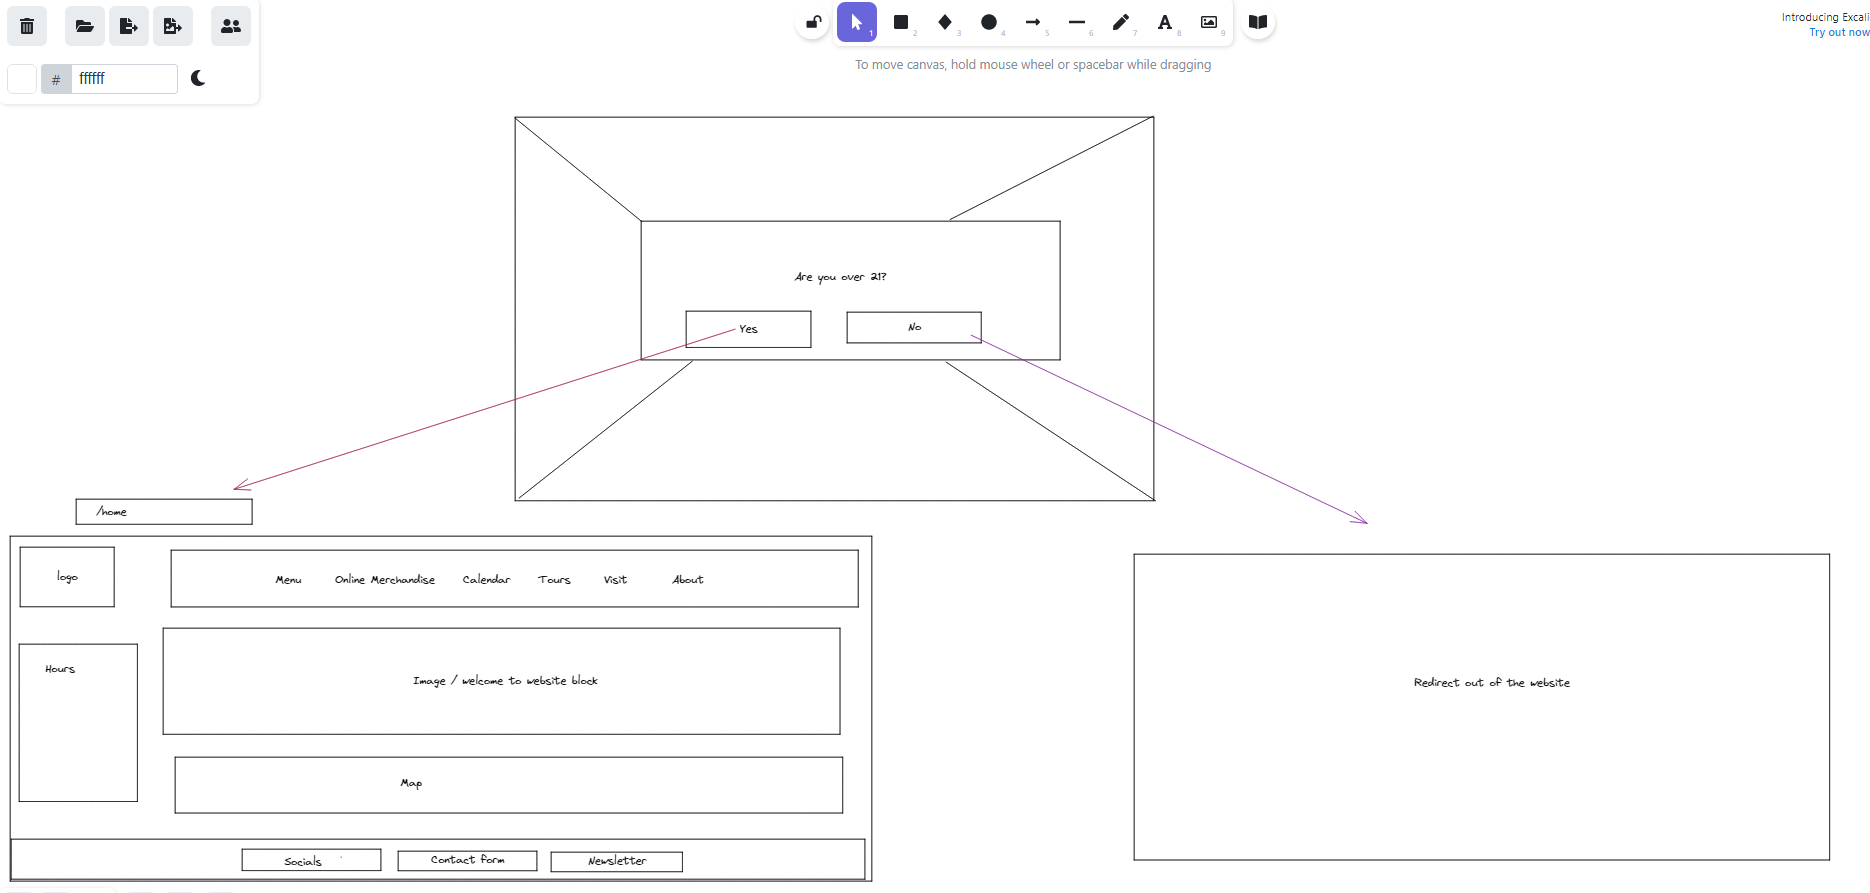 # ffffff
1
2
3
4
5
6
7
8
9
To move canvas, hold mouse wheel or spacebar while dragging
Introducing Excali
Try out now
Are you over 21?
Yes
No
/home
logo
Menu Online Merchandise Calendar Tours Visit About
Hours
Image / welcome to website block
Map
Socials
Contact form
Newsletter
Redirect out of the website